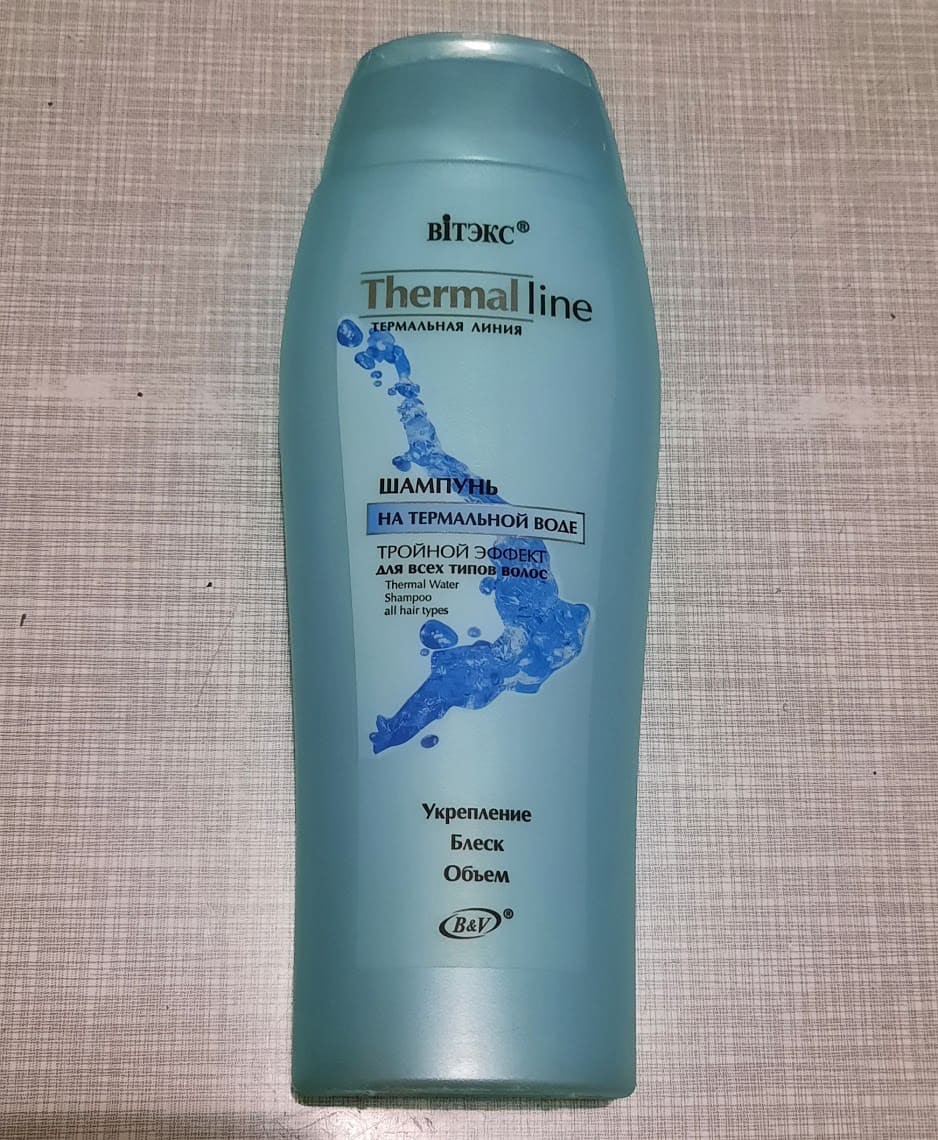 вiтэкс®
Thermal line
ТЕРМАЛЬНАЯ ЛИНИЯ
ШАМПУНЬ
НА ТЕРМАЛЬНОЙ ВОДЕ
ТРОЙНОЙ ЭФФЕКТ
для всех типов волос
Thermal Water
Shampoo
all hair types
Укрепление
Блеск
Объем
B&V®